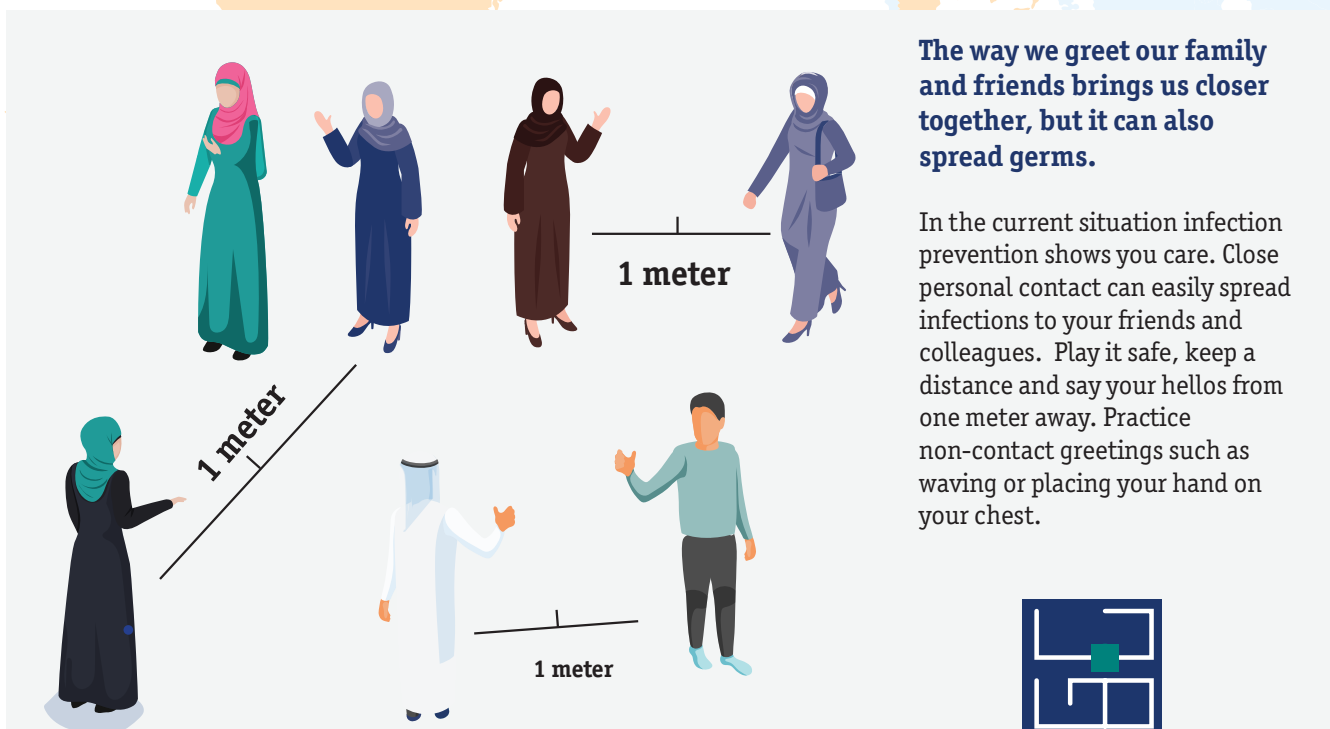 The way we greet our family
and friends brings us closer
together, but it can also
spread germs.
In the current situation infection
prevention shows you care. Close
personal contact can easily spread
infections to your friends and
colleagues.  Play it safe, keep a
distance and say your hellos from
one meter away. Practice
non-contact greetings such as
waving or placing your hand on
your chest.
1 meter
1 meter
1 meter